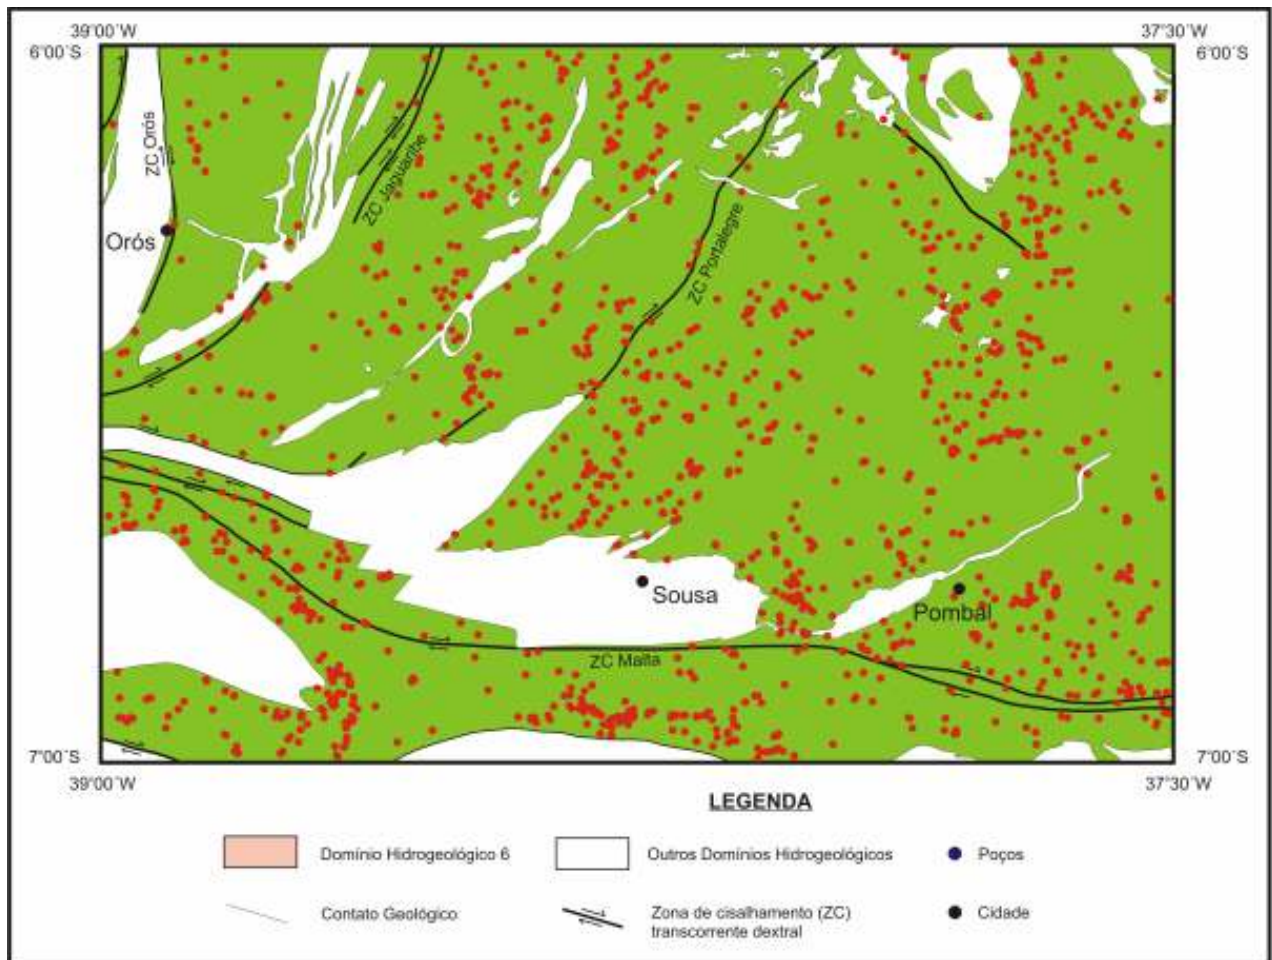 39°00´W
37°30´W
6°00´S
6°00´S
ZC Orós
ZC Jaguaribe
Orós
ZC Portalegre
Sousa
Pombal
ZC Malta
7°00´S
7°00´S
39°00´W
37°30´W
LEGENDA
Domínio Hidrogeológico 6
Outros Domínios Hidrogeológicos
Poços
Contato Geológico
Zona de cisalhamento (ZC)
transcorrente dextral
Cidade